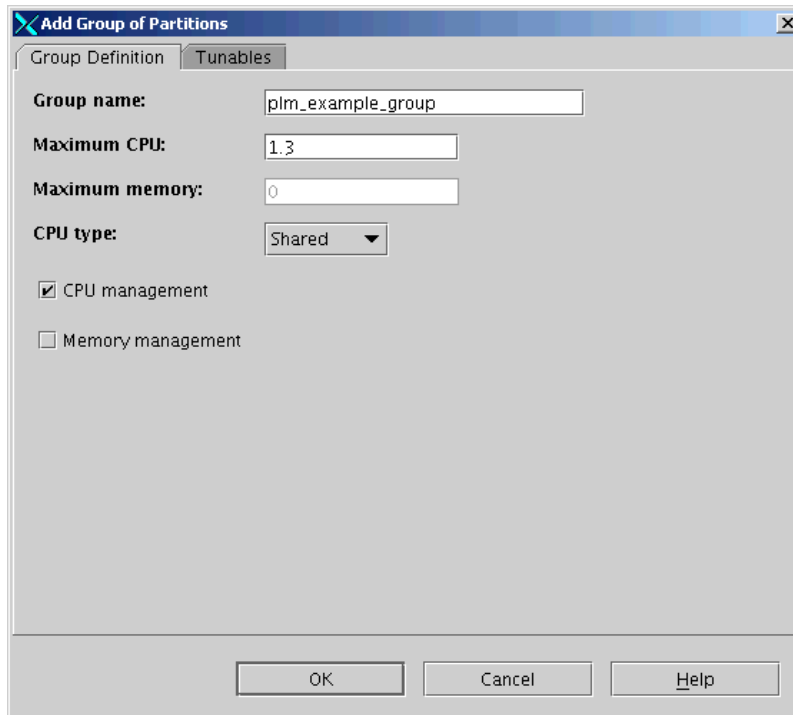 Add Group of Partitions
Group Definition Tunables
Group name: plm_example_group
Maximum CPU: 1.3
Maximum memory: 0
CPU type: Shared
CPU management
Memory management
OK Cancel Help